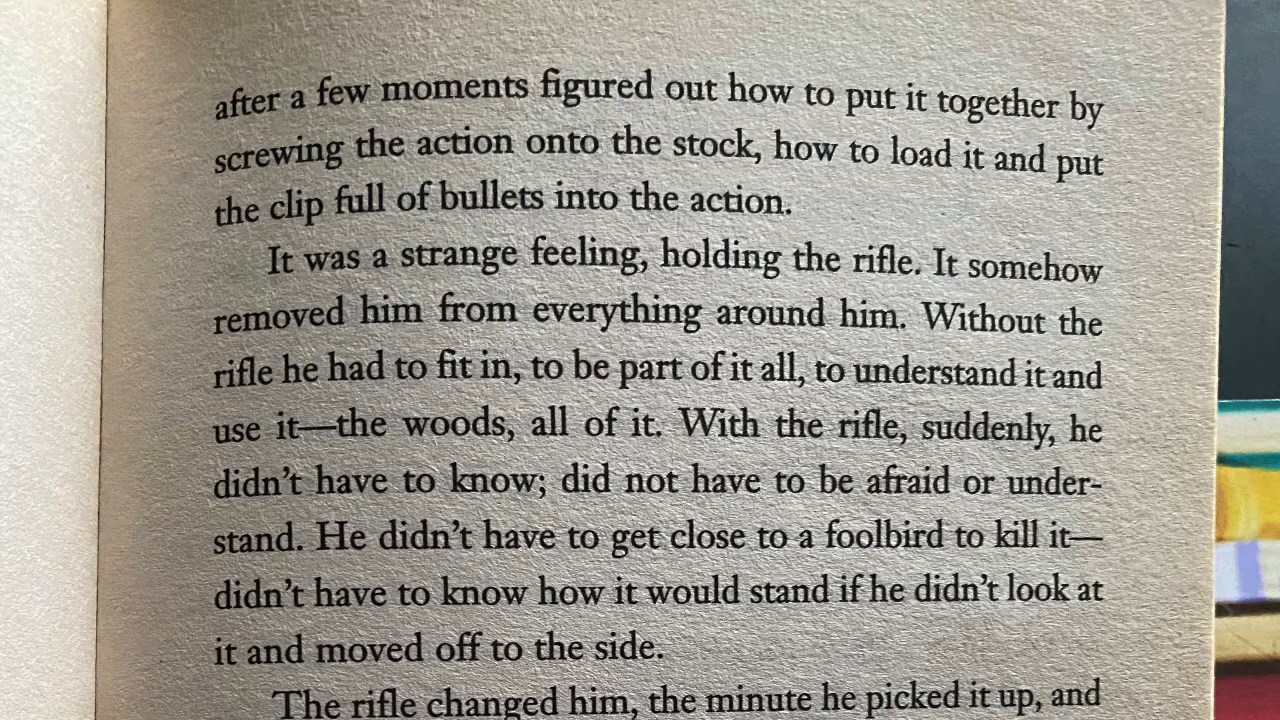 after a few moments figured out how to put it together by
screwing the action onto the stock, how to load it and put
the clip full of bullets into the action.
It was a strange feeling, holding the rifle. It somehow
removed him from everything around him. Without the
rifle he had to fit in, to be part of it all, to understand it and
use it—the woods, all of it. With the rifle, suddenly, he
didn’t have to know; did not have to be afraid or under-
stand. He didn’t have to get close to a foolbird to kill it—
didn’t have to know how it would stand if he didn’t look at
it and moved off to the side.
The rifle changed him, the minute he picked it up, and